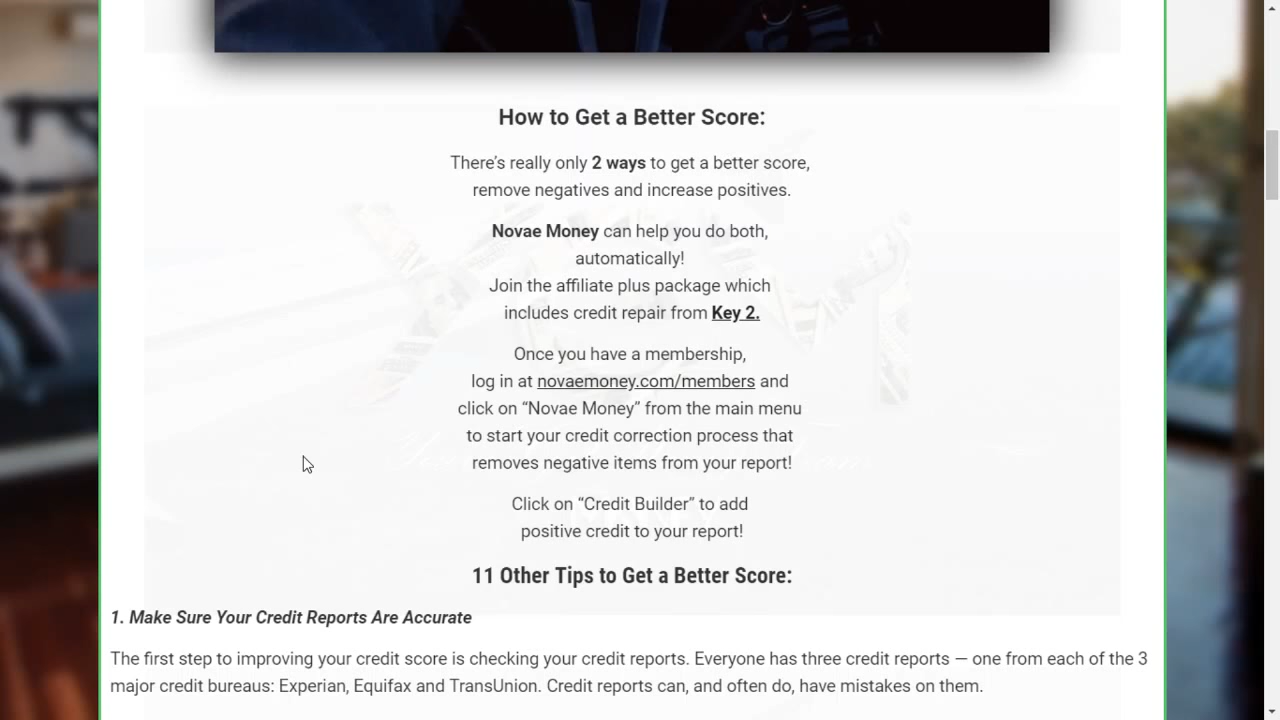 How to Get a Better Score:
There’s really only 2 ways to get a better score,
remove negatives and increase positives.
Novae Money can help you do both,
automatically!
Join the affiliate plus package which
includes credit repair from Key 2.
Once you have a membership,
log in at novaemoney.com/members and
click on “Novae Money” from the main menu
to start your credit correction process that
removes negative items from your report!
Click on “Credit Builder” to add
positive credit to your report!
11 Other Tips to Get a Better Score:
1. Make Sure Your Credit Reports Are Accurate
The first step to improving your credit score is checking your credit reports. Everyone has three credit reports — one from each of the 3
major credit bureaus: Experian, Equifax and TransUnion. Credit reports can, and often do, have mistakes on them.